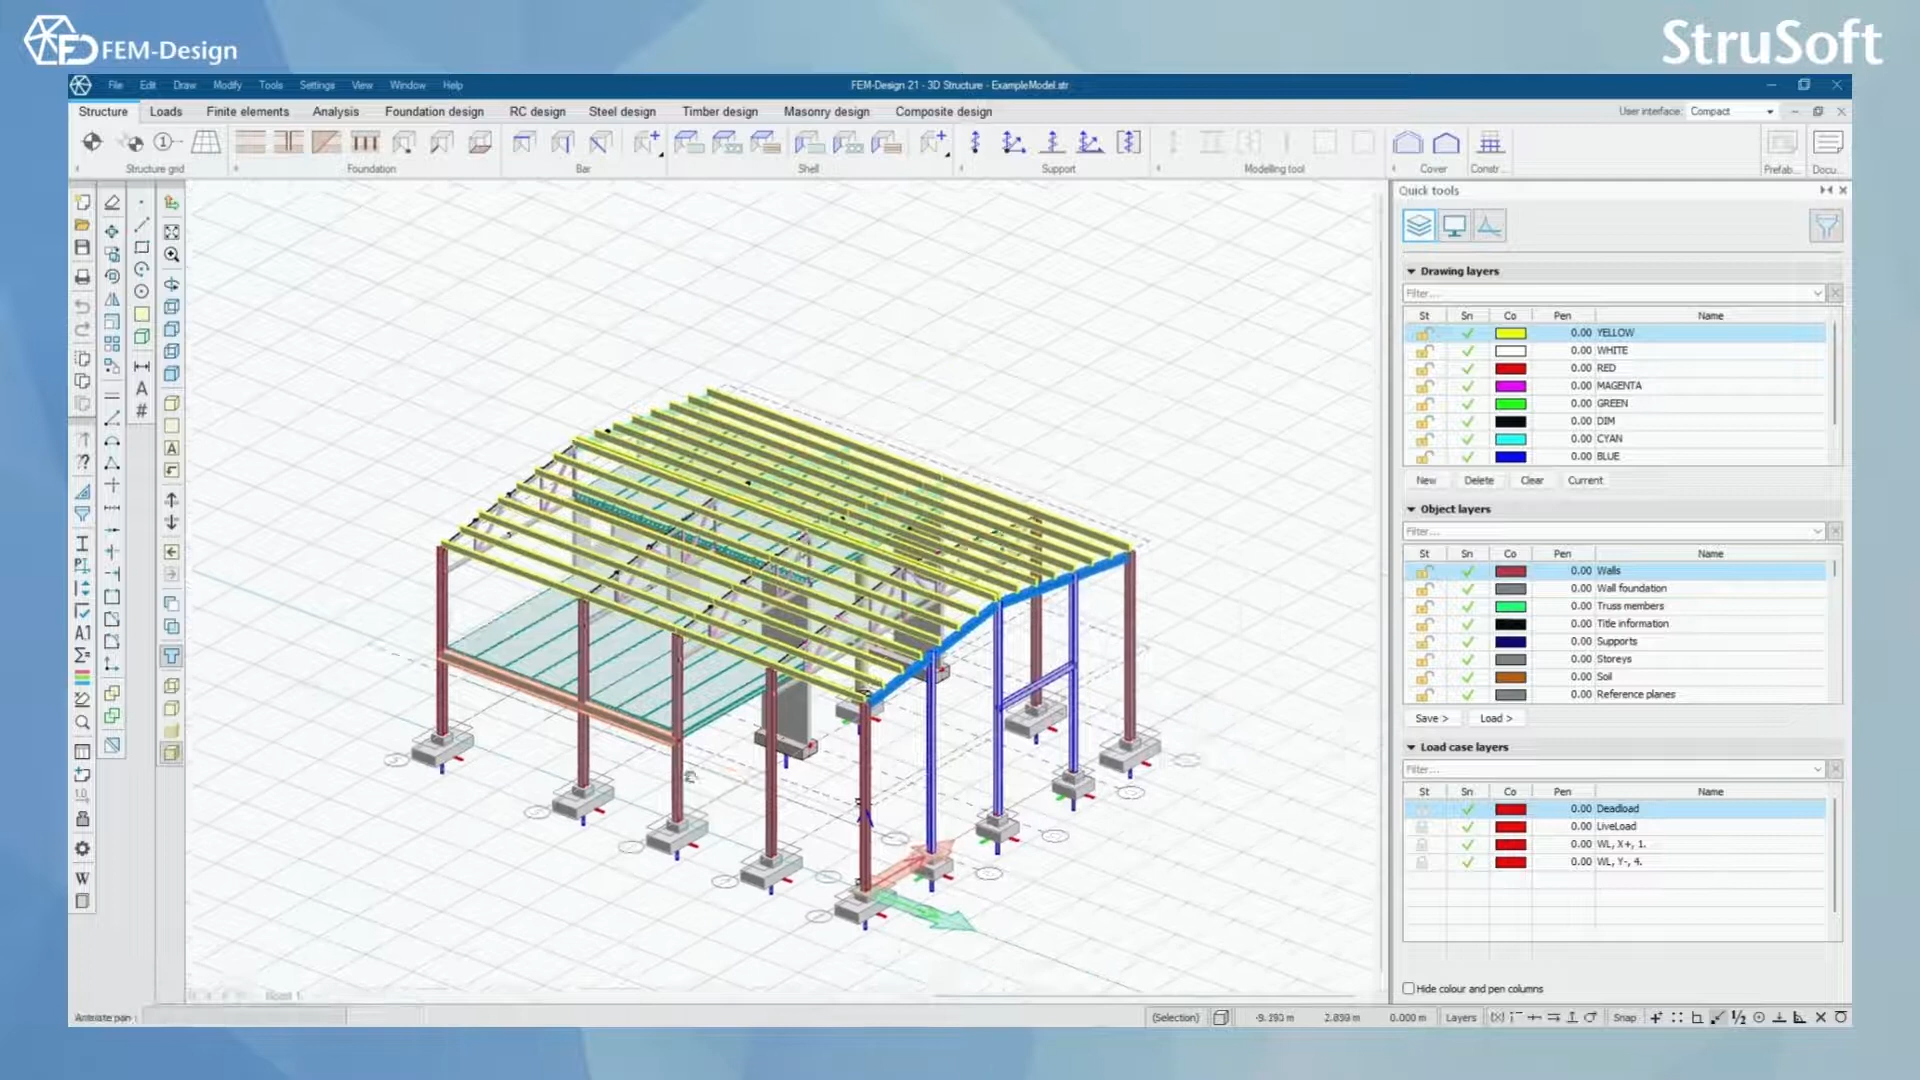 FEM-Design
StruSoft
File Edit Draw Modify Tools Settings View Window Help
FEM-Design 21 - 3D Structure - ExampleModel.str
Structure Loads Finite elements Analysis Foundation design RC design Steel design Timber design Masonry design Composite design
User interface: Compact
Structure grid Foundation Bar Shell Support Modelling tool Cover Constr... Prefab... Docu...
Quick tools
Drawing layers
Filter...
St Sn Co Pen Name
0.00 YELLOW
0.00 WHITE
0.00 RED
0.00 MAGENTA
0.00 GREEN
0.00 DIM
0.00 CYAN
0.00 BLUE
New Delete Clear Current
Object layers
Filter...
St Sn Co Pen Name
0.00 Walls
0.00 Wall foundation
0.00 Truss members
0.00 Title information
0.00 Supports
0.00 Storeys
0.00 Soil
0.00 Reference planes
Save > Load >
Load case layers
Filter...
St Sn Co Pen Name
0.00 Deadload
0.00 LiveLoad
0.00 WL, X+, 1.
0.00 WL, Y-, 4.
Hide colour and pen columns
(Selection) 2.899 m 0.000 m Layers Snap